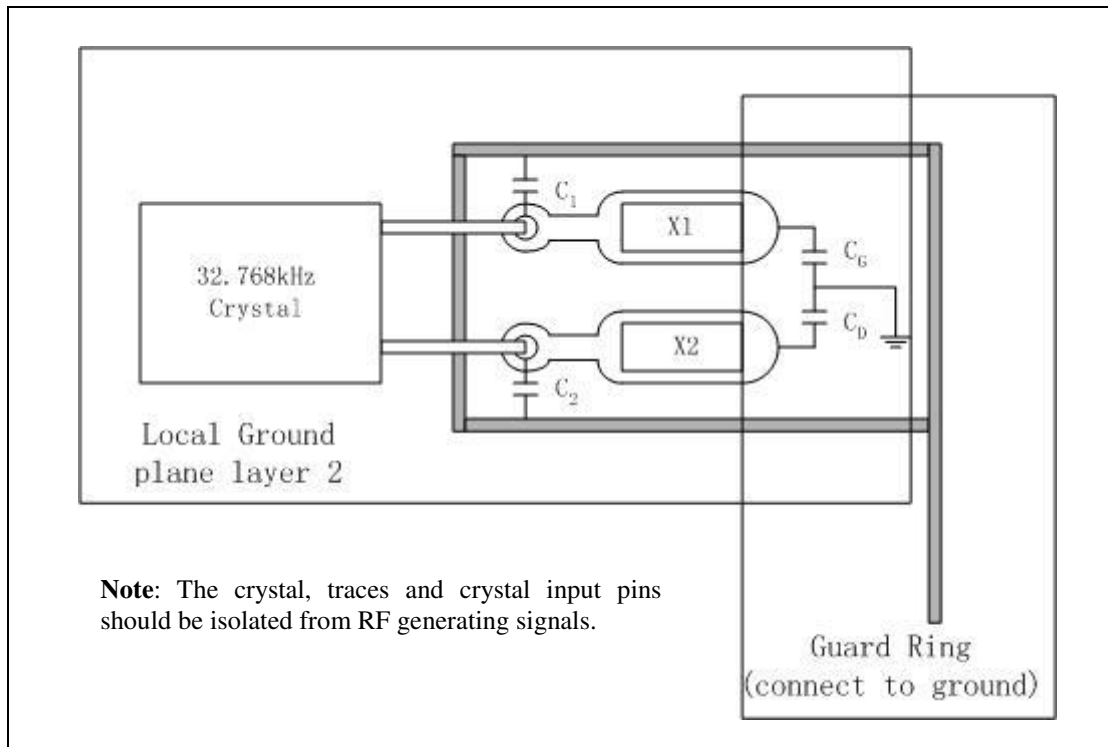 C1
X1
CG
32.768kHz
Crystal
X2
CD
C2
Local Ground
plane layer 2
Note: The crystal, traces and crystal input pins
should be isolated from RF generating signals.
Guard Ring
(connect to ground)